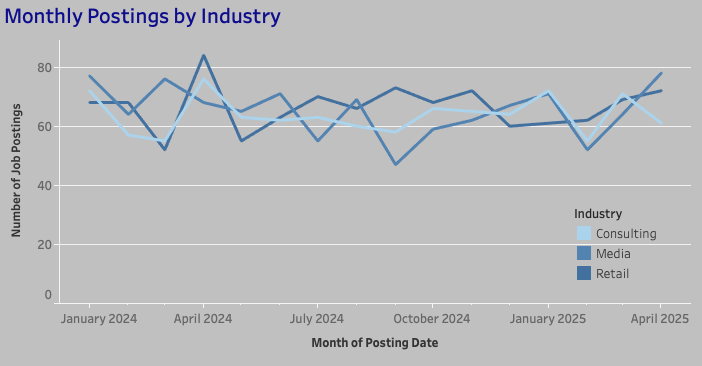 Monthly Postings by Industry
Number of Job Postings
80
60
40
20
0
Industry
Consulting
Media
Retail
January 2024 April 2024 July 2024 October 2024 January 2025 April 2025
Month of Posting Date